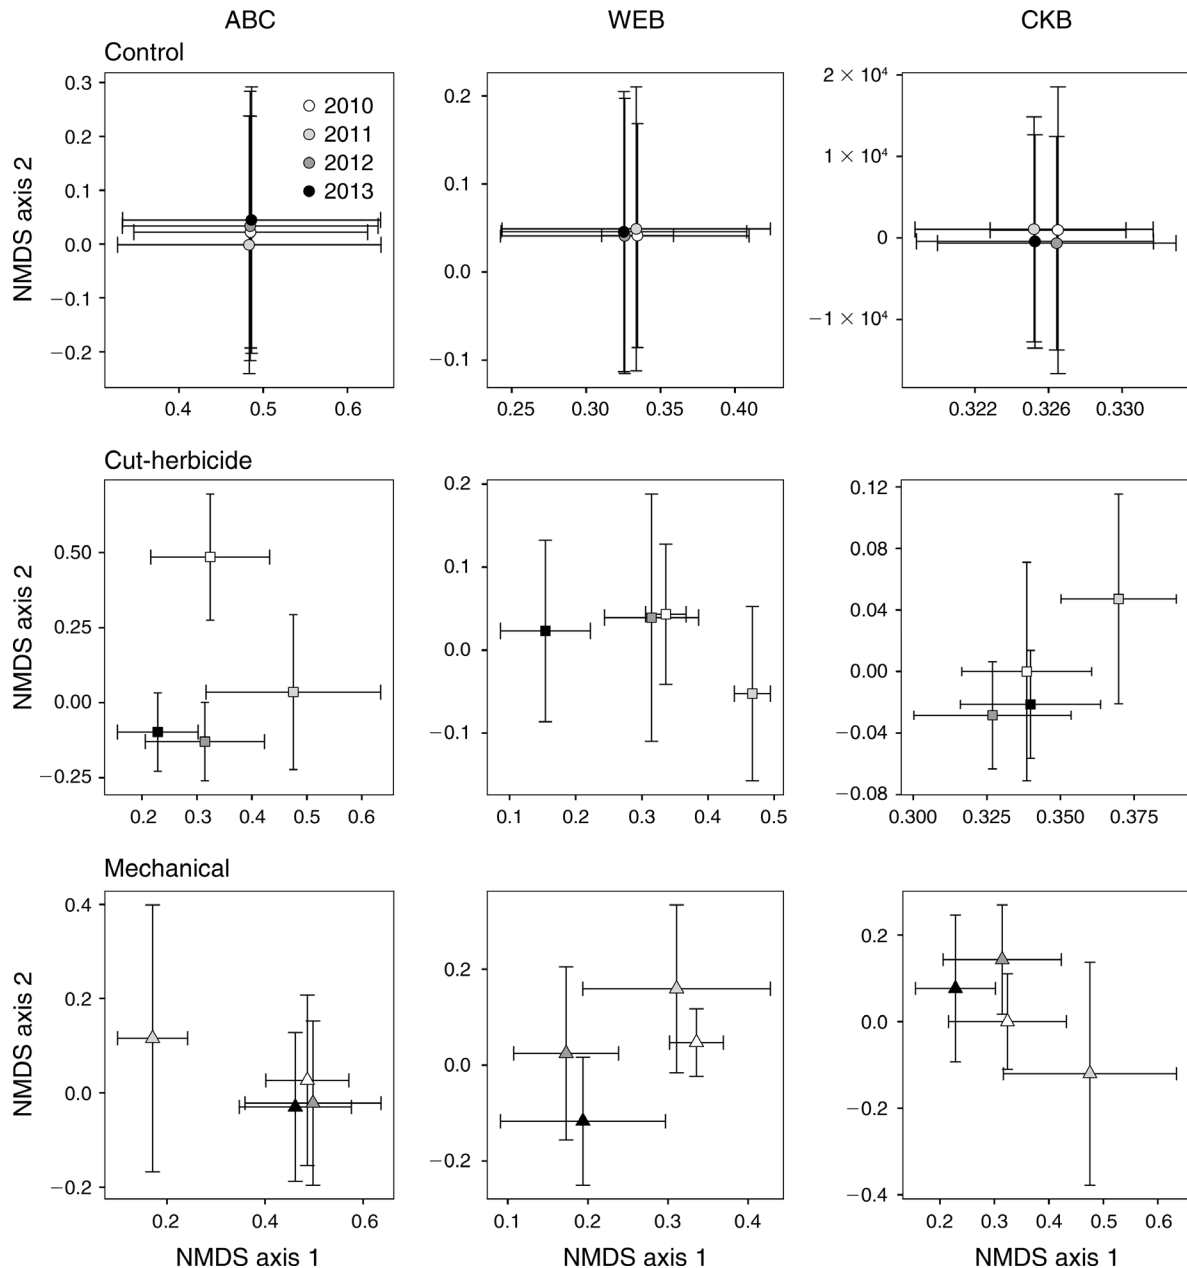 ABC WEB CKB
Control
NMDS axis 2
0.3
0.2
0.1
0.0
−0.1
−0.2
2010
2011
2012
2013
0.4 0.5 0.6
0.2
0.1
0.0
−0.1
0.25 0.30 0.35 0.40
2 × 10⁴
1 × 10⁴
0
−1 × 10⁴
0.322 0.326 0.330
Cut-herbicide
NMDS axis 2
0.50
0.25
0.00
−0.25
0.2 0.3 0.4 0.5 0.6
0.2
0.1
0.0
−0.1
0.1 0.2 0.3 0.4 0.5
0.12
0.08
0.04
0.00
−0.04
−0.08
0.300 0.325 0.350 0.375
Mechanical
NMDS axis 2
0.4
0.2
0.0
−0.2
0.2 0.4 0.6
NMDS axis 1
0.2
0.0
−0.2
0.1 0.2 0.3 0.4
NMDS axis 1
0.2
0.0
−0.2
−0.4
0.2 0.3 0.4 0.5 0.6
NMDS axis 1